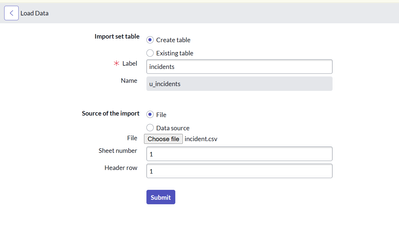 Load Data
Import set table
Create table
Existing table
* Label
incidents
Name
u_incidents
Source of the import
File
Data source
File
Choose file incident.csv
Sheet number
1
Header row
1
Submit